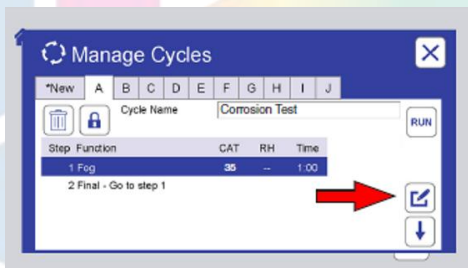 Manage Cycles
*New A B C D E F G H I J
Cycle Name Corrosion Test
RUN
Step Function CAT RH Time
1 Fog 35 -- 1:00
2 Final - Go to step 1